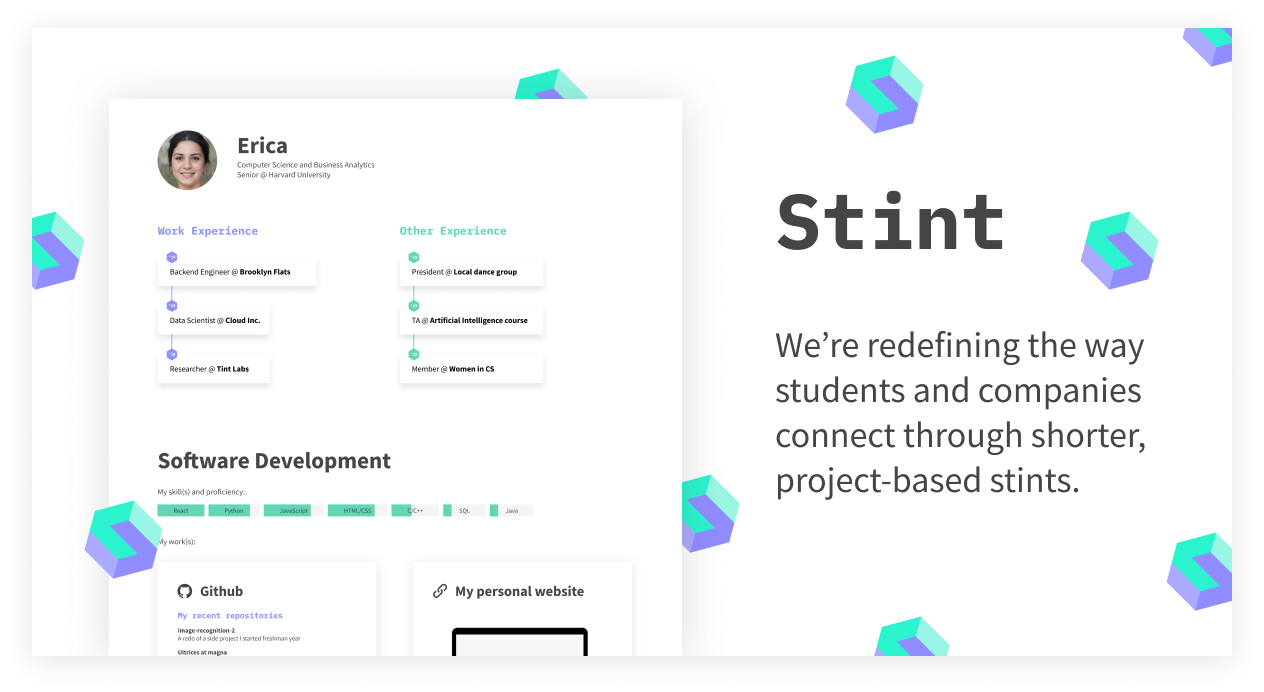 Erica
Computer Science and Business Analytics
Senior @ Harvard University
Work Experience
Backend Engineer @ Brooklyn Flats
Data Scientist @ Cloud Inc.
Researcher @ Tint Labs
Other Experience
President @ Local dance group
TA @ Artificial Intelligence course
Member @ Women in CS
Software Development
My skill(s) and proficiency:
React Python JavaScript HTML/CSS C/C++ SQL Java
My work(s):
Github
My recent repositories
image-recognition-2
A redo of a side project I started freshman year
Ultrices at magna
My personal website
Stint
We’re redefining the way
students and companies
connect through shorter,
project-based stints.